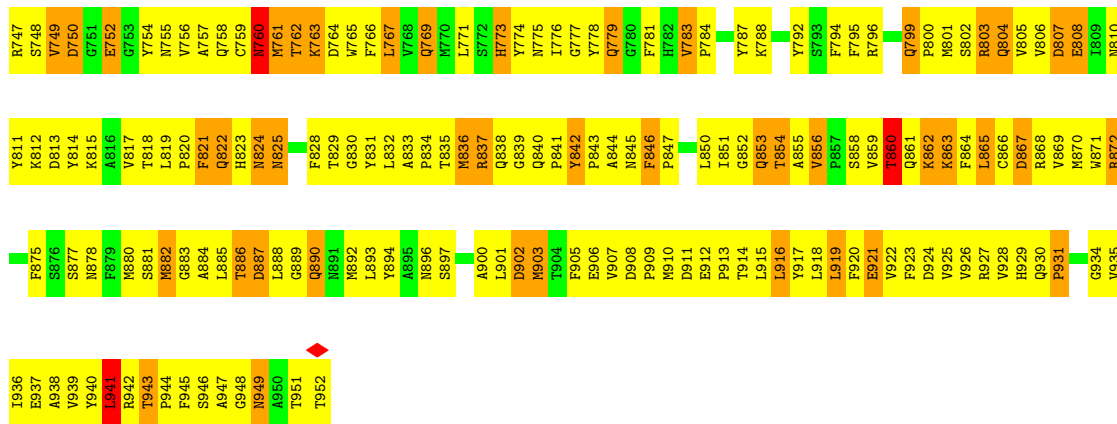 R747 S748 V749 D750 G751 E752 G753 Y754 N755 V756 A757 Q758 C759 N760 M761 T762 K763 D764 W765 F766 L767 V768 Q769 M770 L771 S772 H773 Y774 N775 I776 G777 Y778 Q779 G780 F781 H782 V783 P784 Y787 K788 Y792 S793 F794 F795 R796 Q799 P800 M801 S802 R803 Q804 V805 V806 D807 E808 I809 N810
Y811 K812 D813 Y814 K815 A816 V817 T818 L819 P820 F821 Q822 H823 N824 N825 F828 T829 G830 Y831 L832 A833 P834 T835 M836 R837 Q838 G839 Q840 P841 Y842 P843 A844 N845 F846 P847 L850 I851 G852 Q853 T854 A855 V856 P857 S858 V859 T860 Q861 K862 K863 F864 L865 C866 D867 R868 V869 M870 W871 R872
F875 S876 S877 N878 F879 M880 S881 M882 G883 A884 L885 T886 D887 L888 G889 Q890 N891 M892 L893 Y894 A895 N896 S897 A900 L901 D902 M903 T904 F905 E906 V907 D908 P909 M910 D911 E912 P913 T914 L915 L916 Y917 L918 L919 F920 E921 V922 F923 D924 V925 V926 R927 V928 H929 Q930 P931 G934 V935
I936 E937 A938 V939 Y940 L941 R942 T943 P944 F945 S946 A947 G948 N949 A950 T951 T952